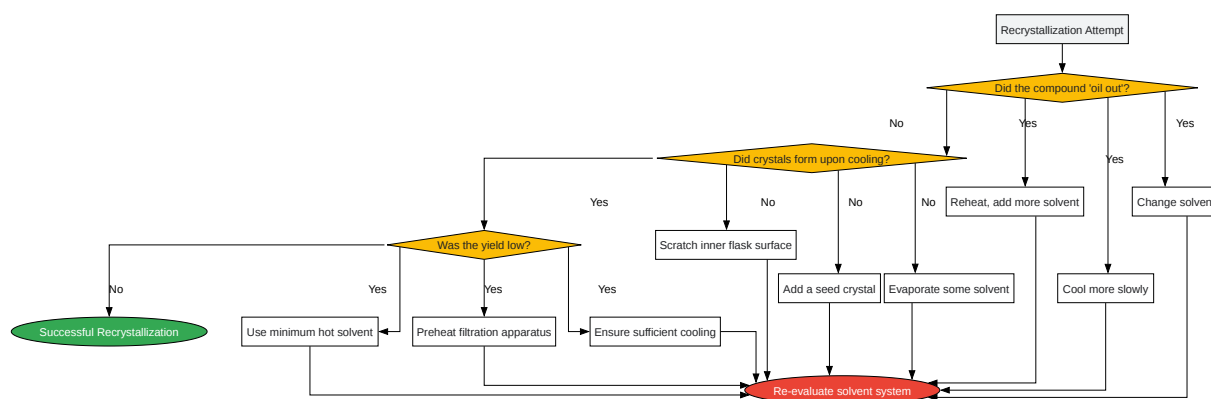 Recrystallization Attempt
Did the compound 'oil out'?
No
Yes
Yes
Yes
Did crystals form upon cooling?
Reheat, add more solvent
Change solvent
Yes
No
No
No
Was the yield low?
Scratch inner flask surface
No
Yes
Yes
Yes
Add a seed crystal
Evaporate some solvent
Cool more slowly
Successful Recrystallization
Use minimum hot solvent
Preheat filtration apparatus
Ensure sufficient cooling
Re-evaluate solvent system